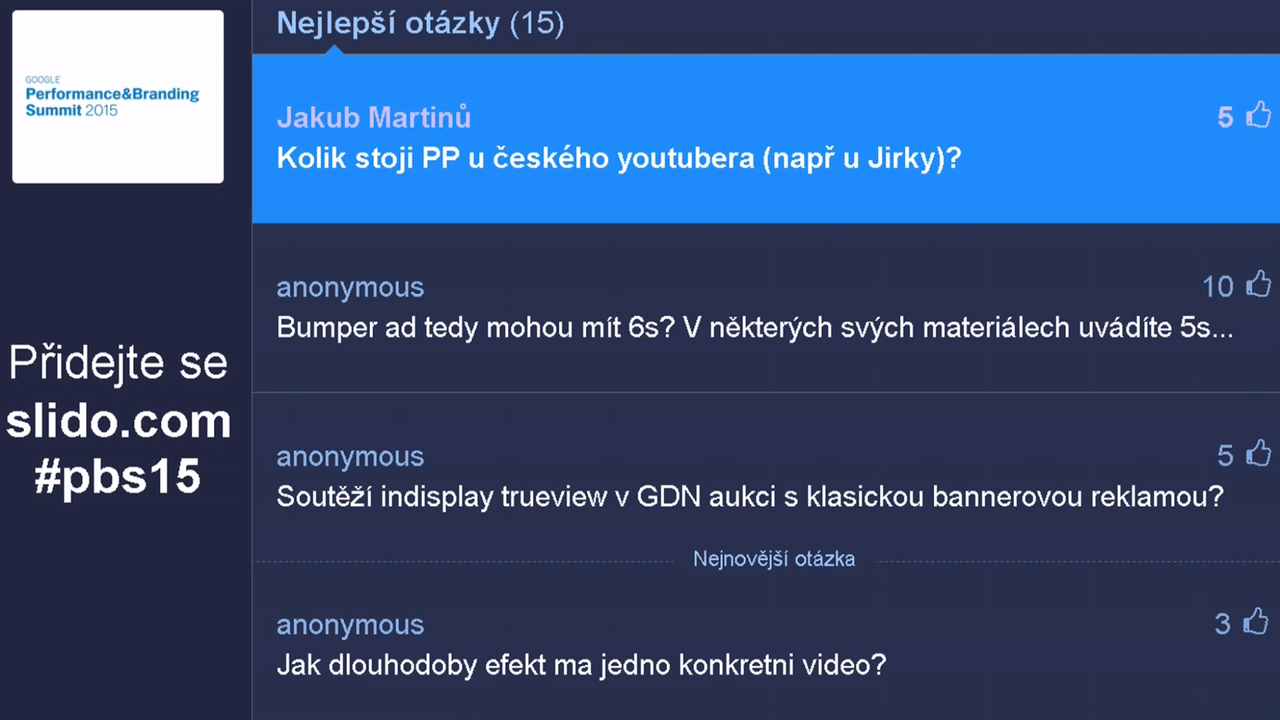 GOOGLE
Performance&Branding
Summit 2015
Přidejte se
slido.com
#pbs15
Nejlepší otázky (15)
Jakub Martinů
5
Kolik stoji PP u českého youtubera (např u Jirky)?
anonymous
10
Bumper ad tedy mohou mít 6s? V některých svých materiálech uvádíte 5s...
anonymous
5
Soutěží indisplay trueview v GDN aukci s klasickou bannerovou reklamou?
Nejnovější otázka
anonymous
3
Jak dlouhodoby efekt ma jedno konkretni video?